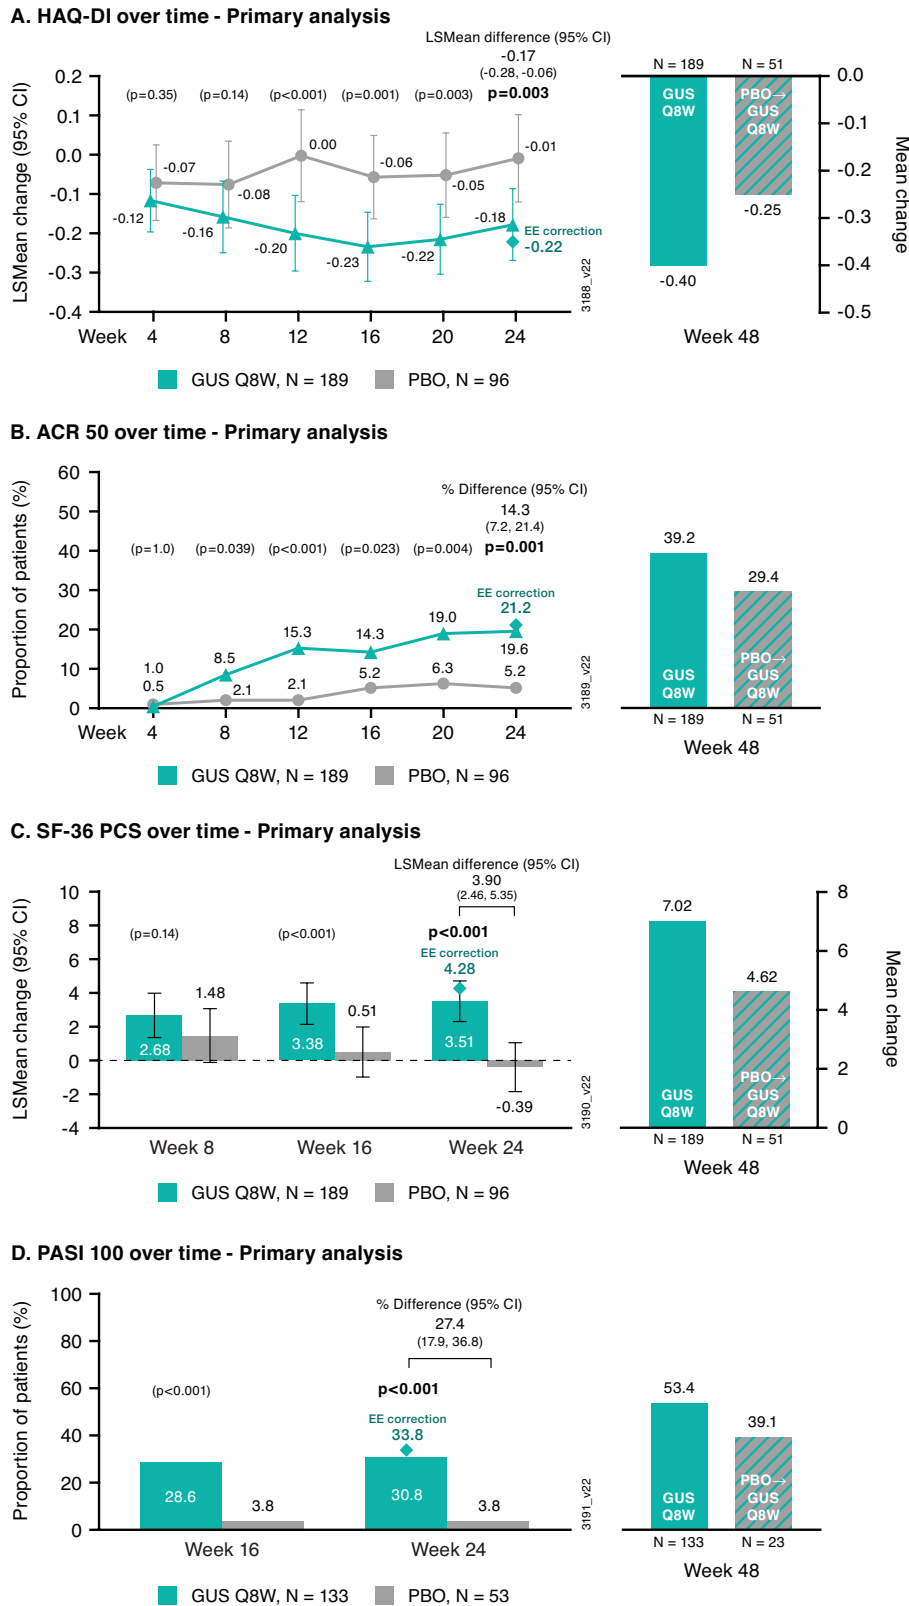 A. HAQ-DI over time - Primary analysis
LSMean difference (95% CI)
-0.17
(-0.28, -0.06)
p=0.003
(p=0.35) (p=0.14) (p<0.001) (p=0.001) (p=0.003)
LSMean change (95% CI)
0.2
0.1
0.0
-0.1
-0.2
-0.3
-0.4
-0.07 -0.08 0.00 -0.06 -0.05 -0.01
-0.12 -0.16 -0.20 -0.23 -0.22 -0.18
EE correction
-0.22
3188_v22
Week 4 8 12 16 20 24
GUS Q8W, N = 189 PBO, N = 96
N = 189 N = 51
GUS
Q8W
PBO→
GUS
Q8W
-0.40
-0.25
0.0
-0.1
-0.2
-0.3
-0.4
-0.5
Mean change
Week 48
B. ACR 50 over time - Primary analysis
% Difference (95% CI)
14.3
(7.2, 21.4)
p=0.001
(p=1.0) (p=0.039) (p<0.001) (p=0.023) (p=0.004)
Proportion of patients (%)
60
50
40
30
20
10
0
EE correction
21.2
1.0
0.5
8.5 15.3 14.3 19.0 19.6
2.1 2.1 5.2 6.3 5.2
3189_v22
Week 4 8 12 16 20 24
GUS Q8W, N = 189 PBO, N = 96
39.2
29.4
GUS
Q8W
PBO→
GUS
Q8W
N = 189 N = 51
Week 48
C. SF-36 PCS over time - Primary analysis
LSMean difference (95% CI)
3.90
(2.46, 5.35)
(p=0.14) (p<0.001) p<0.001
EE correction
4.28
LSMean change (95% CI)
10
8
6
4
2
0
-2
-4
2.68 1.48 3.38 0.51 3.51 -0.39
3190_v22
Week 8 Week 16 Week 24
GUS Q8W, N = 189 PBO, N = 96
7.02
4.62
GUS
Q8W
PBO→
GUS
Q8W
8
6
4
2
0
Mean change
N = 189 N = 51
Week 48
D. PASI 100 over time - Primary analysis
% Difference (95% CI)
27.4
(17.9, 36.8)
(p<0.001) p<0.001
EE correction
33.8
Proportion of patients (%)
100
80
60
40
20
0
28.6 3.8 30.8 3.8
3191_v22
Week 16 Week 24
GUS Q8W, N = 133 PBO, N = 53
53.4
39.1
GUS
Q8W
PBO→
GUS
Q8W
N = 133 N = 23
Week 48